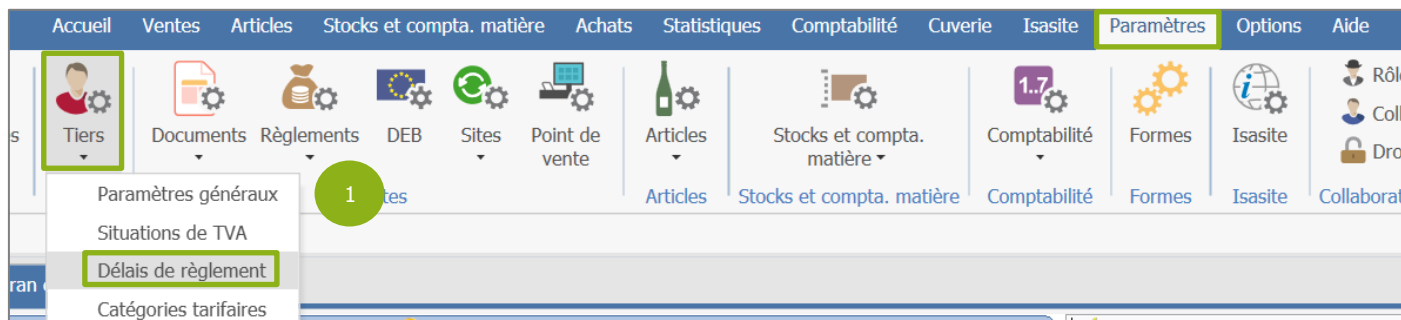 Accueil Ventes Articles Stocks et compta. matière Achats Statistiques Comptabilité Cuverie Isasite Paramètres Options Aide
1..7
Tiers Documents Règlements DEB Sites Point de vente Articles Stocks et compta. matière Comptabilité Formes Isasite
Articles Stocks et compta. matière Comptabilité Formes Isasite
Paramètres généraux
1
Situations de TVA
Délais de règlement
Catégories tarifaires